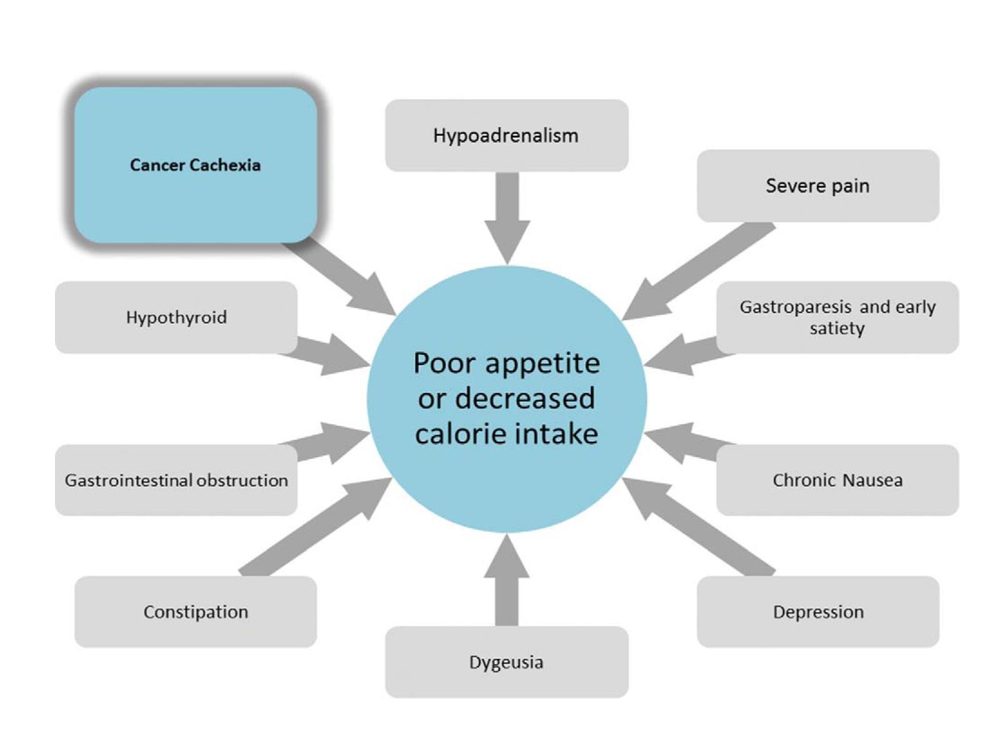 Cancer Cachexia
Hypoadrenalism
Severe pain
Hypothyroid
Gastroparesis and early
satiety
Poor appetite
or decreased
calorie intake
Gastrointestinal obstruction
Chronic Nausea
Constipation
Depression
Dygeusia